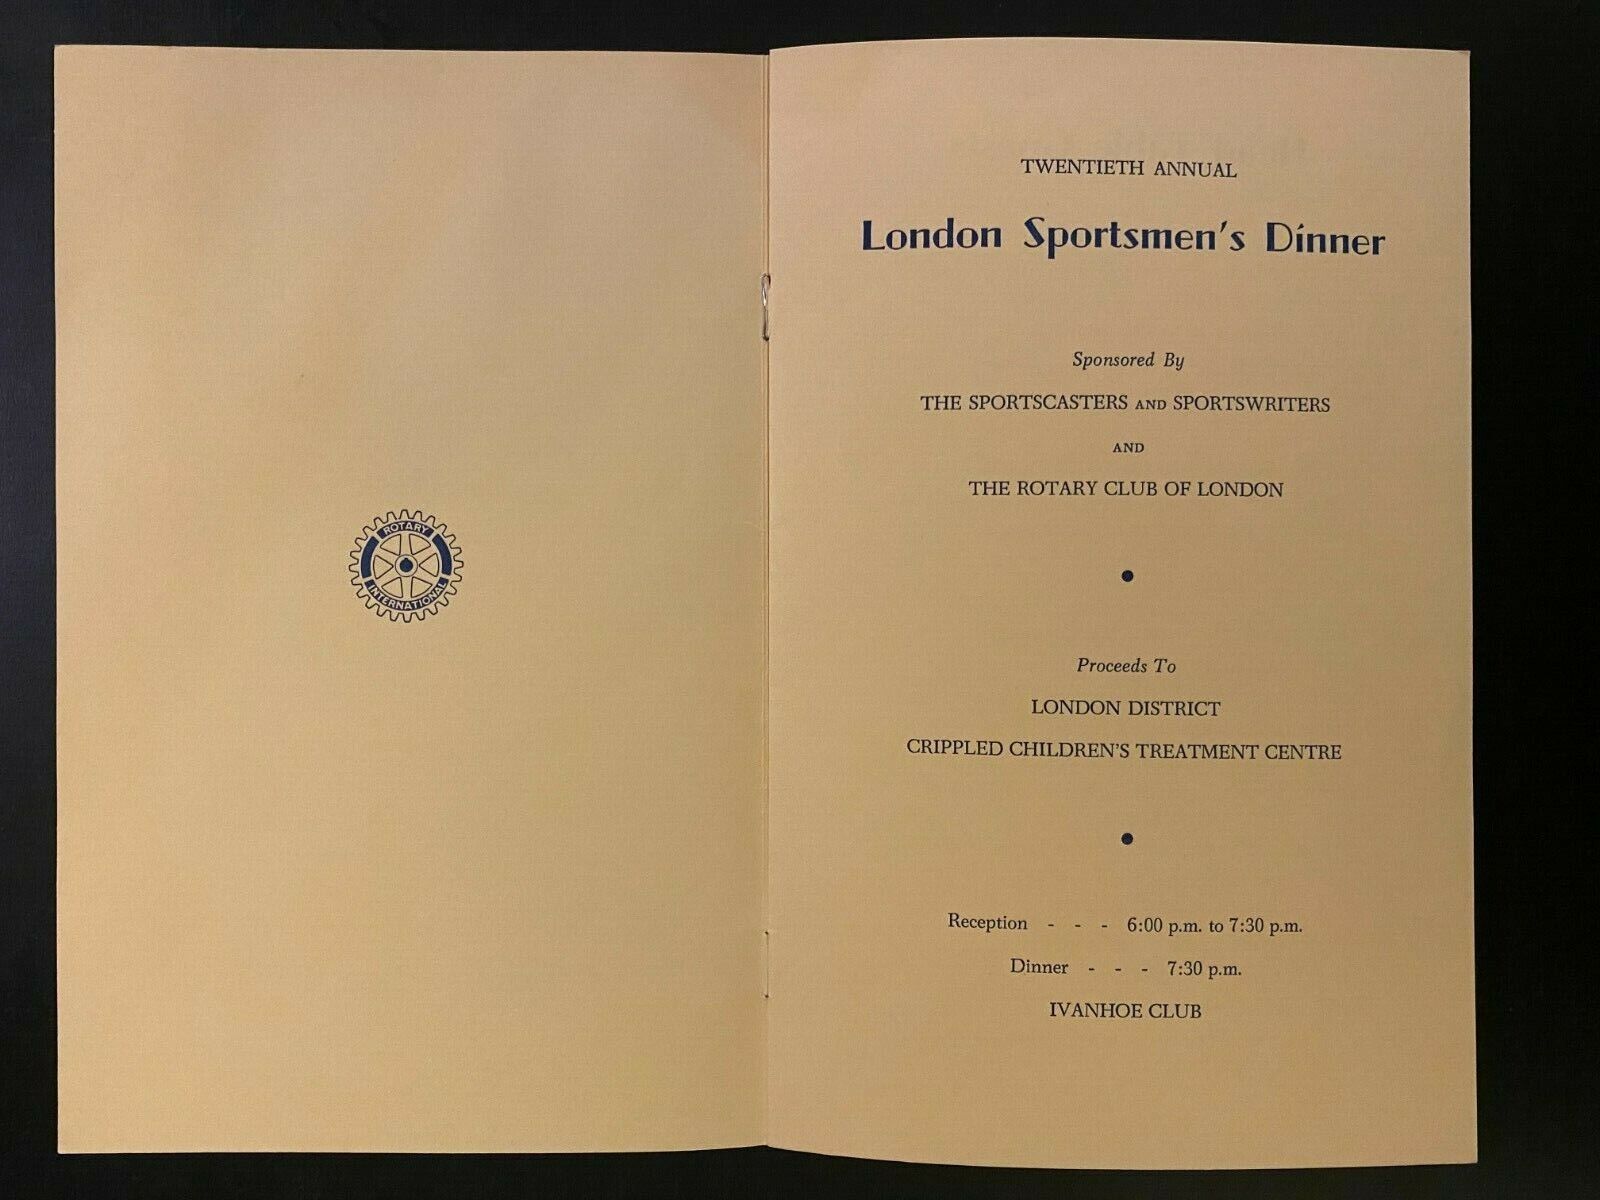 ROTARY
INTERNATIONAL
TWENTIETH ANNUAL
London Sportsmen's Dinner
Sponsored By
THE SPORTSCASTERS AND SPORTSWRITERS
AND
THE ROTARY CLUB OF LONDON
Proceeds To
LONDON DISTRICT
CRIPPLED CHILDREN'S TREATMENT CENTRE
Reception - - - 6:00 p.m. to 7:30 p.m.
Dinner - - - 7:30 p.m.
IVANHOE CLUB